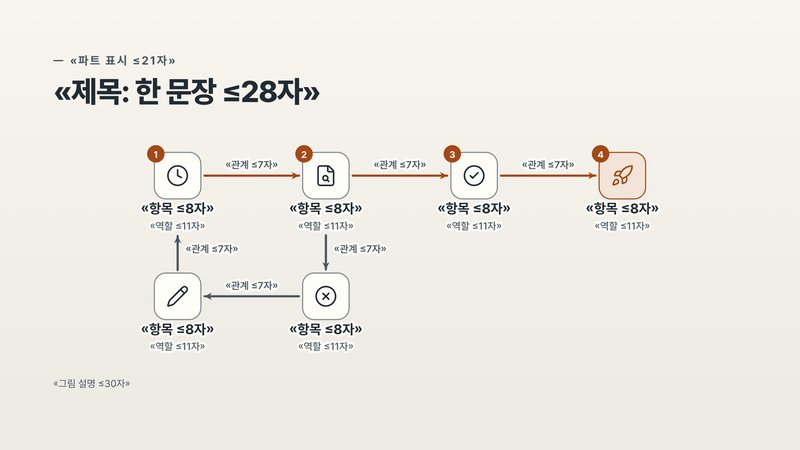 — «파트 표시 ≤21자»
«제목: 한 문장 ≤28자»
1
2
3
4
«관계 ≤7자»
«관계 ≤7자»
«관계 ≤7자»
«항목 ≤8자»
«항목 ≤8자»
«항목 ≤8자»
«항목 ≤8자»
«역할 ≤11자»
«역할 ≤11자»
«역할 ≤11자»
«역할 ≤11자»
«관계 ≤7자»
«관계 ≤7자»
«관계 ≤7자»
«항목 ≤8자»
«항목 ≤8자»
«역할 ≤11자»
«역할 ≤11자»
«그림 설명 ≤30자»